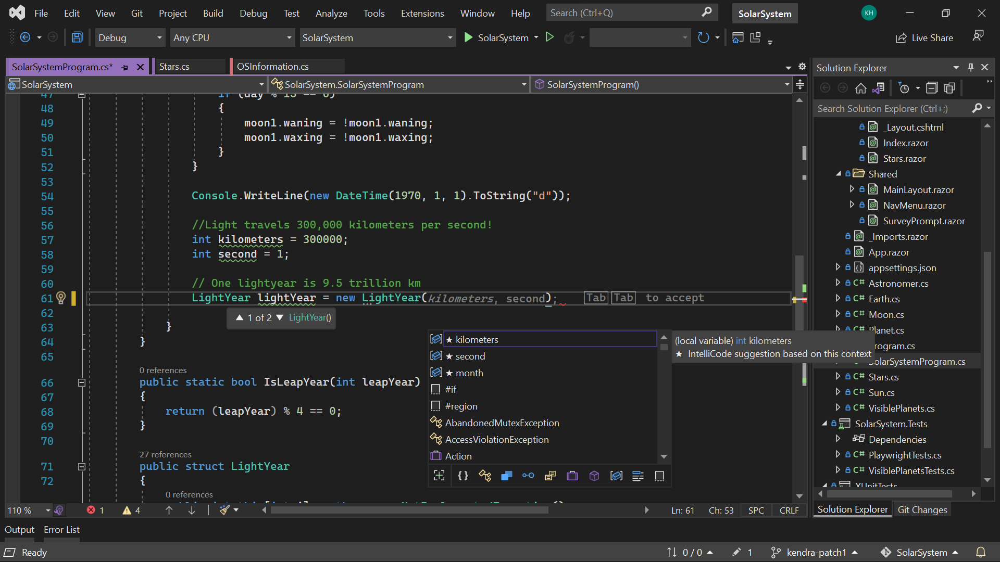 File Edit View Git Project Build Debug Test Analyze Tools Extensions Window Help Search (Ctrl+Q) SolarSystem KH
Debug Any CPU SolarSystem SolarSystem Live Share
SolarSystemProgram.cs* Stars.cs OSInformation.cs
SolarSystem SolarSystem.SolarSystemProgram SolarSystemProgram()
47 if (day % 15 == 0)
48 {
49 moon1.waning = !moon1.waning;
50 moon1.waxing = !moon1.waxing;
51 }
52 }
53
54 Console.WriteLine(new DateTime(1970, 1, 1).ToString("d"));
55
56 //Light travels 300,000 kilometers per second!
57 int kilometers = 300000;
58 int second = 1;
59
60 // One lightyear is 9.5 trillion km
61 LightYear lightYear = new LightYear(kilometers, second); Tab Tab to accept
62
1 of 2 LightYear()
63 }
64 }
65
0 references
66 public static bool IsLeapYear(int leapYear)
67 {
68 return (leapYear) % 4 == 0;
69 }
70
27 references
71 public struct LightYear
72 {
0 references
kilometers
second
month
#if
#region
AbandonedMutexException
AccessViolationException
Action
(local variable) int kilometers
IntelliCode suggestion based on this context
110 % 1 4 Ln: 61 Ch: 53 SPC CRLF
Solution Explorer
Search Solution Explorer (Ctrl+;)
_Layout.cshtml
Index.razor
Stars.razor
Shared
MainLayout.razor
NavMenu.razor
SurveyPrompt.razor
_Imports.razor
App.razor
appsettings.json
C# Astronomer.cs
C# Earth.cs
C# Moon.cs
C# Planet.cs
rogram.cs
SolarSystemProgram.cs
C# Stars.cs
C# Sun.cs
C# VisiblePlanets.cs
SolarSystem.Tests
Dependencies
C# PlaywrightTests.cs
C# VisiblePlanetsTests.cs
XUnitTests
Solution Explorer Git Changes
Output Error List
Ready 0 / 0 1 kendra-patch1 SolarSystem